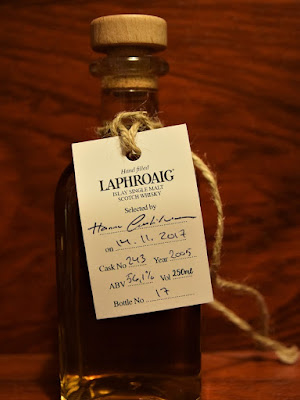 Hand filled
LAPHROAIG
ISLAY SINGLE MALT
SCOTCH WHISKY
Selected by
on 14.11.2017
Cask No 243 Year 2005
ABV 56,1% Vol 250ml
Bottle No 17